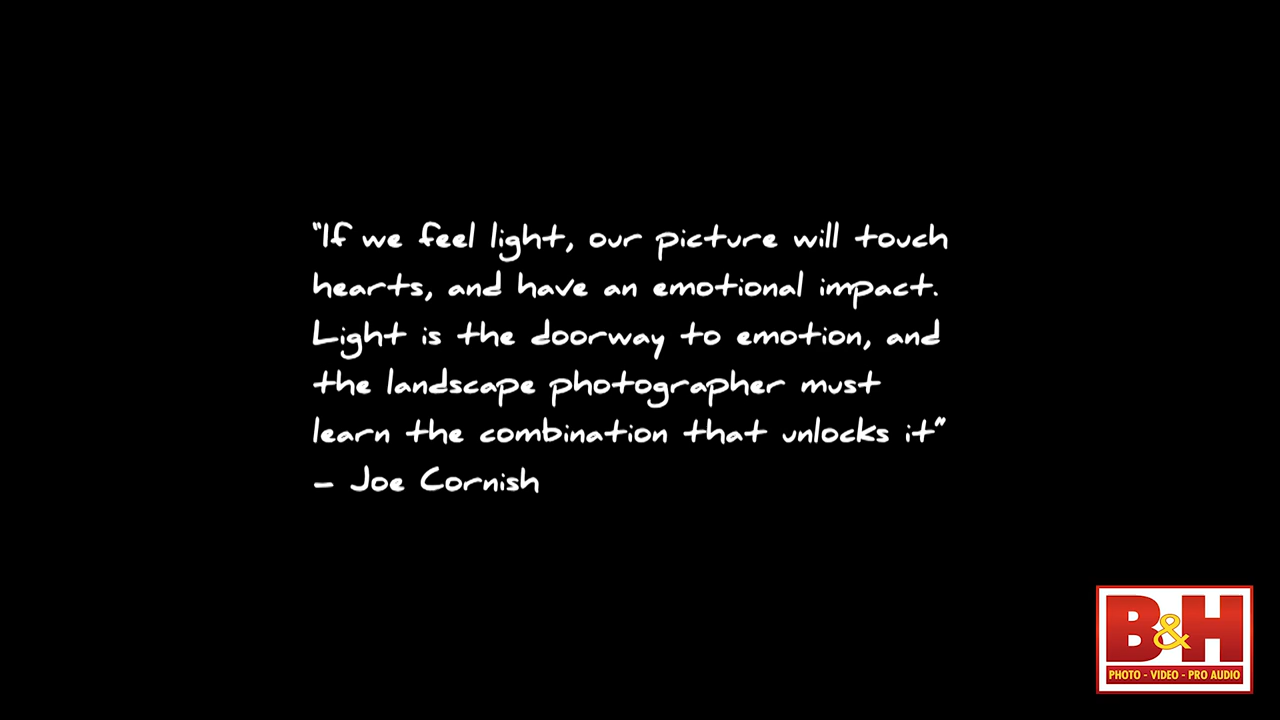 "If we feel light, our picture will touch
hearts, and have an emotional impact.
Light is the doorway to emotion, and
the landscape photographer must
learn the combination that unlocks it"
- Joe Cornish
B&H
PHOTO - VIDEO - PRO AUDIO